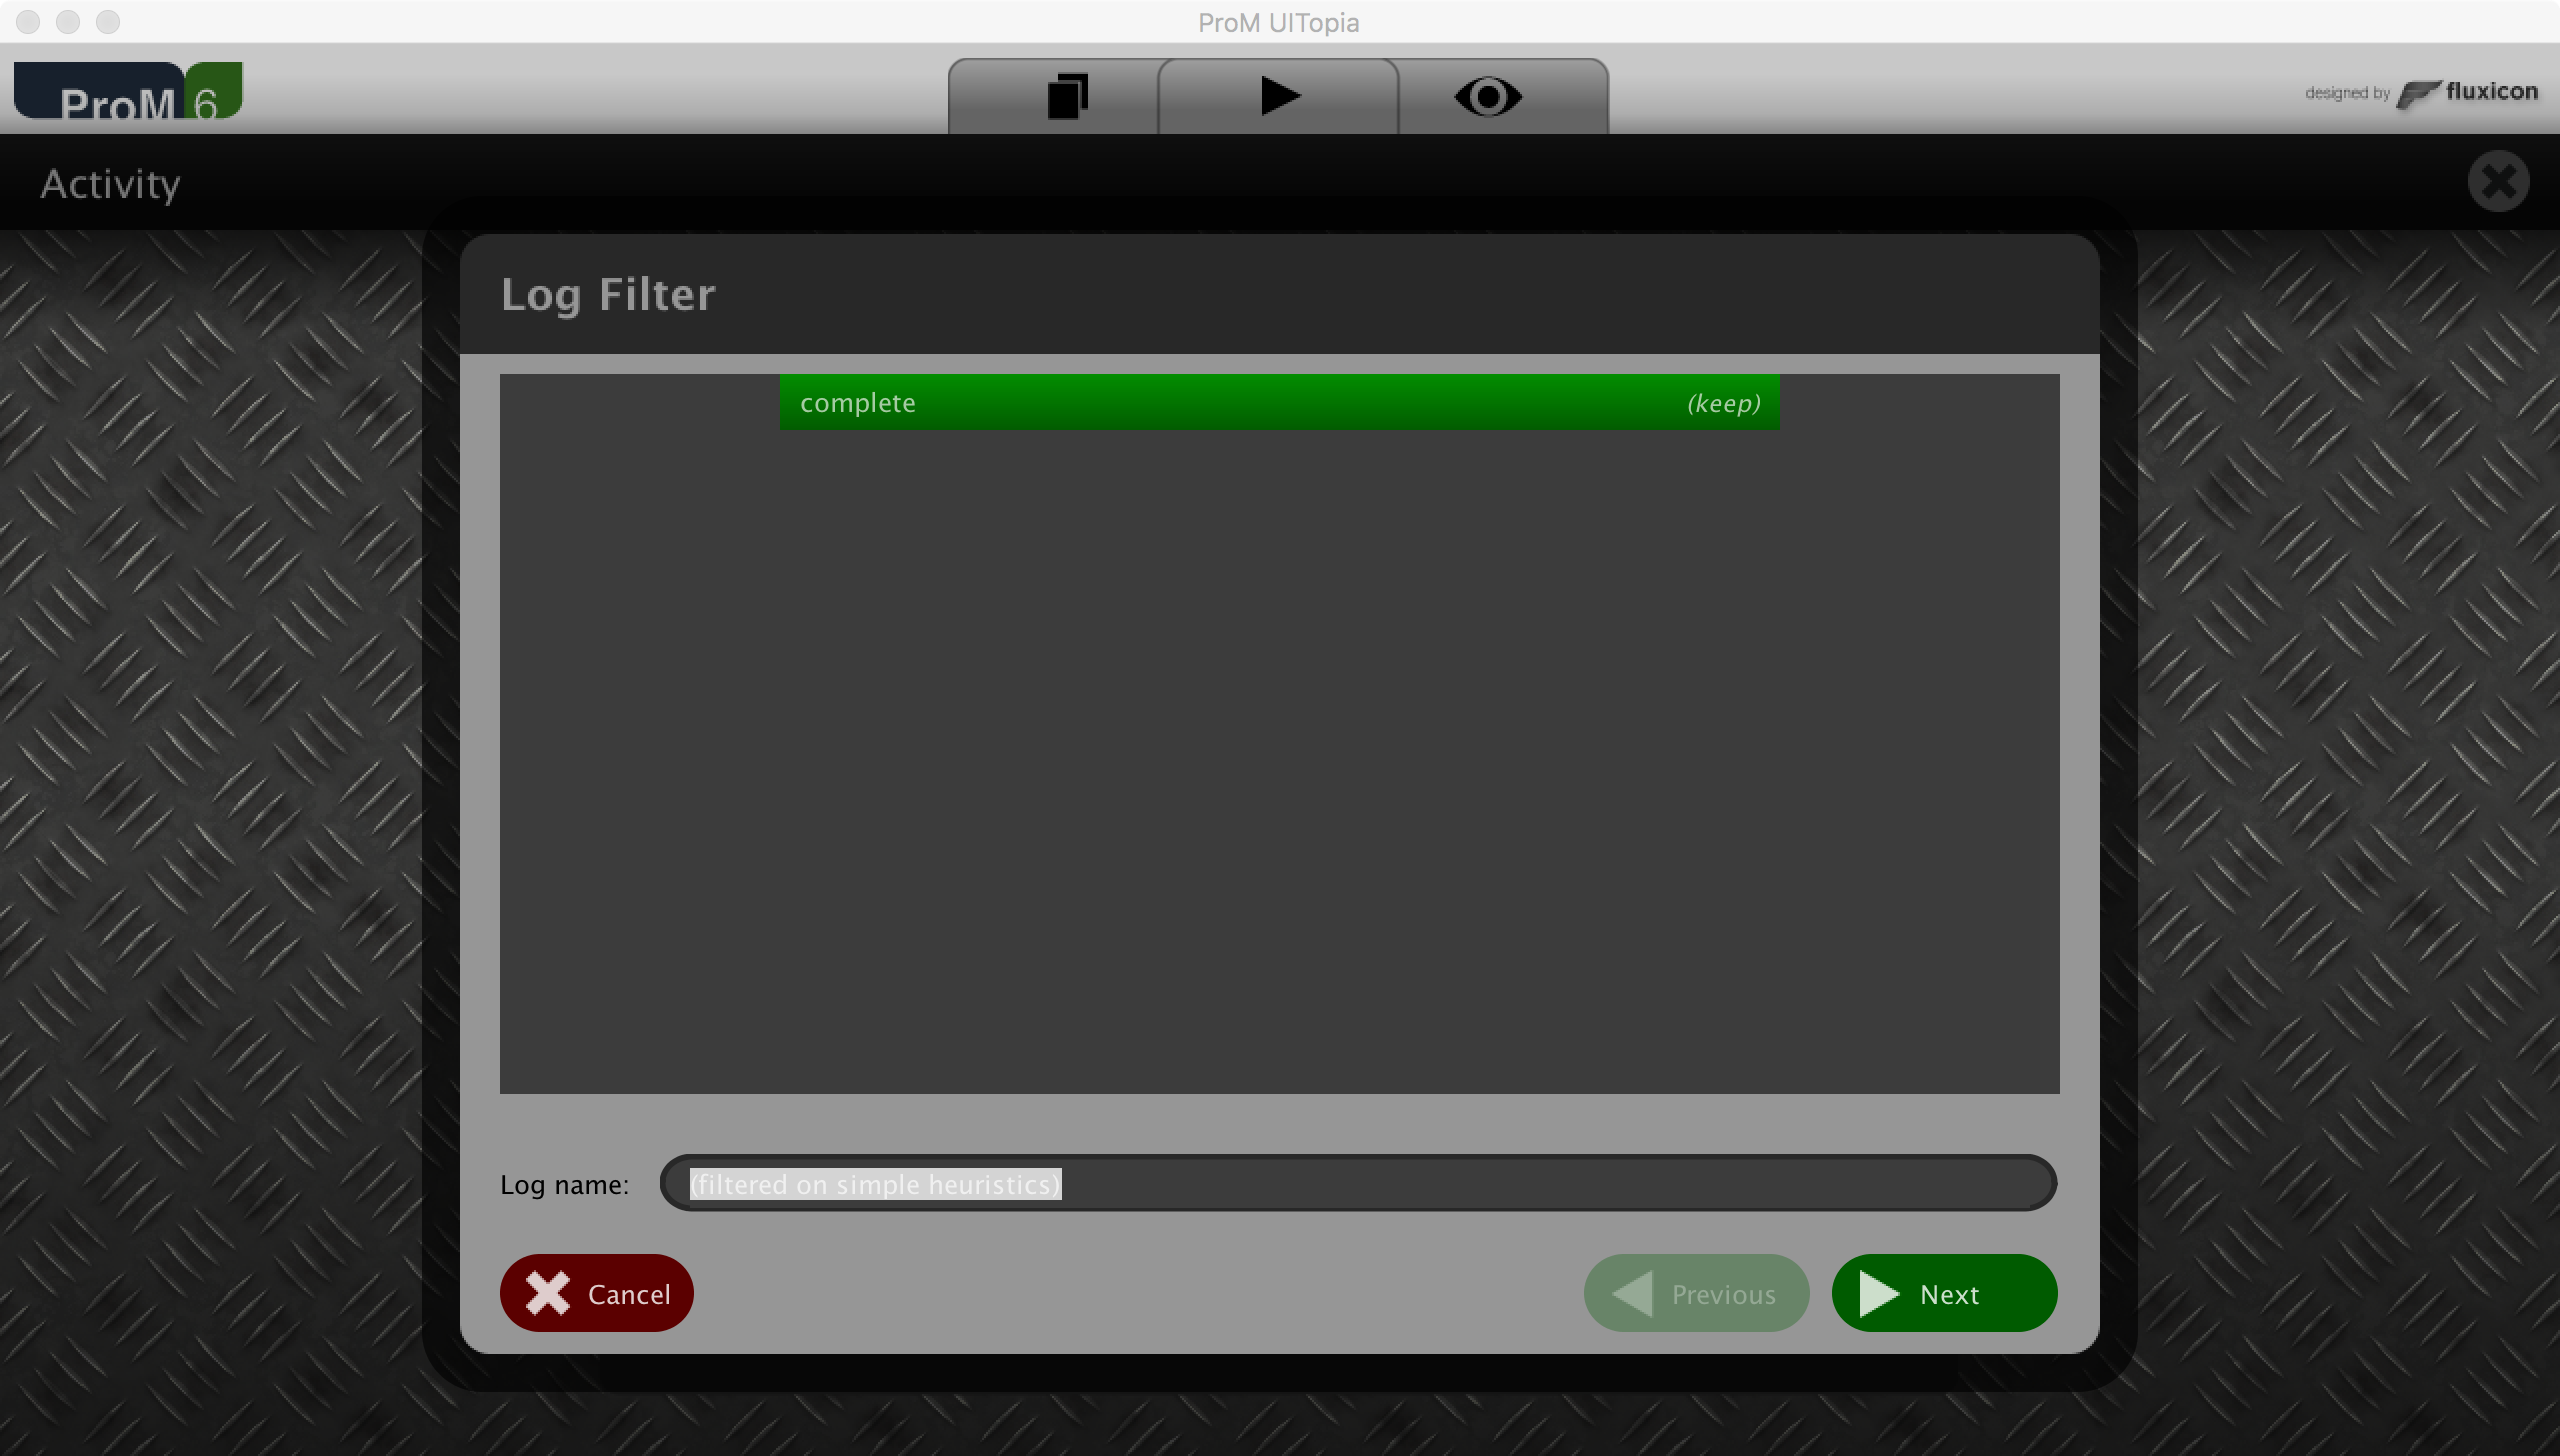 ProM UITopia
ProM 6
designed by fluxicon
Activity
Log Filter
complete (keep)
Log name: (filtered on simple heuristics)
Cancel Previous Next